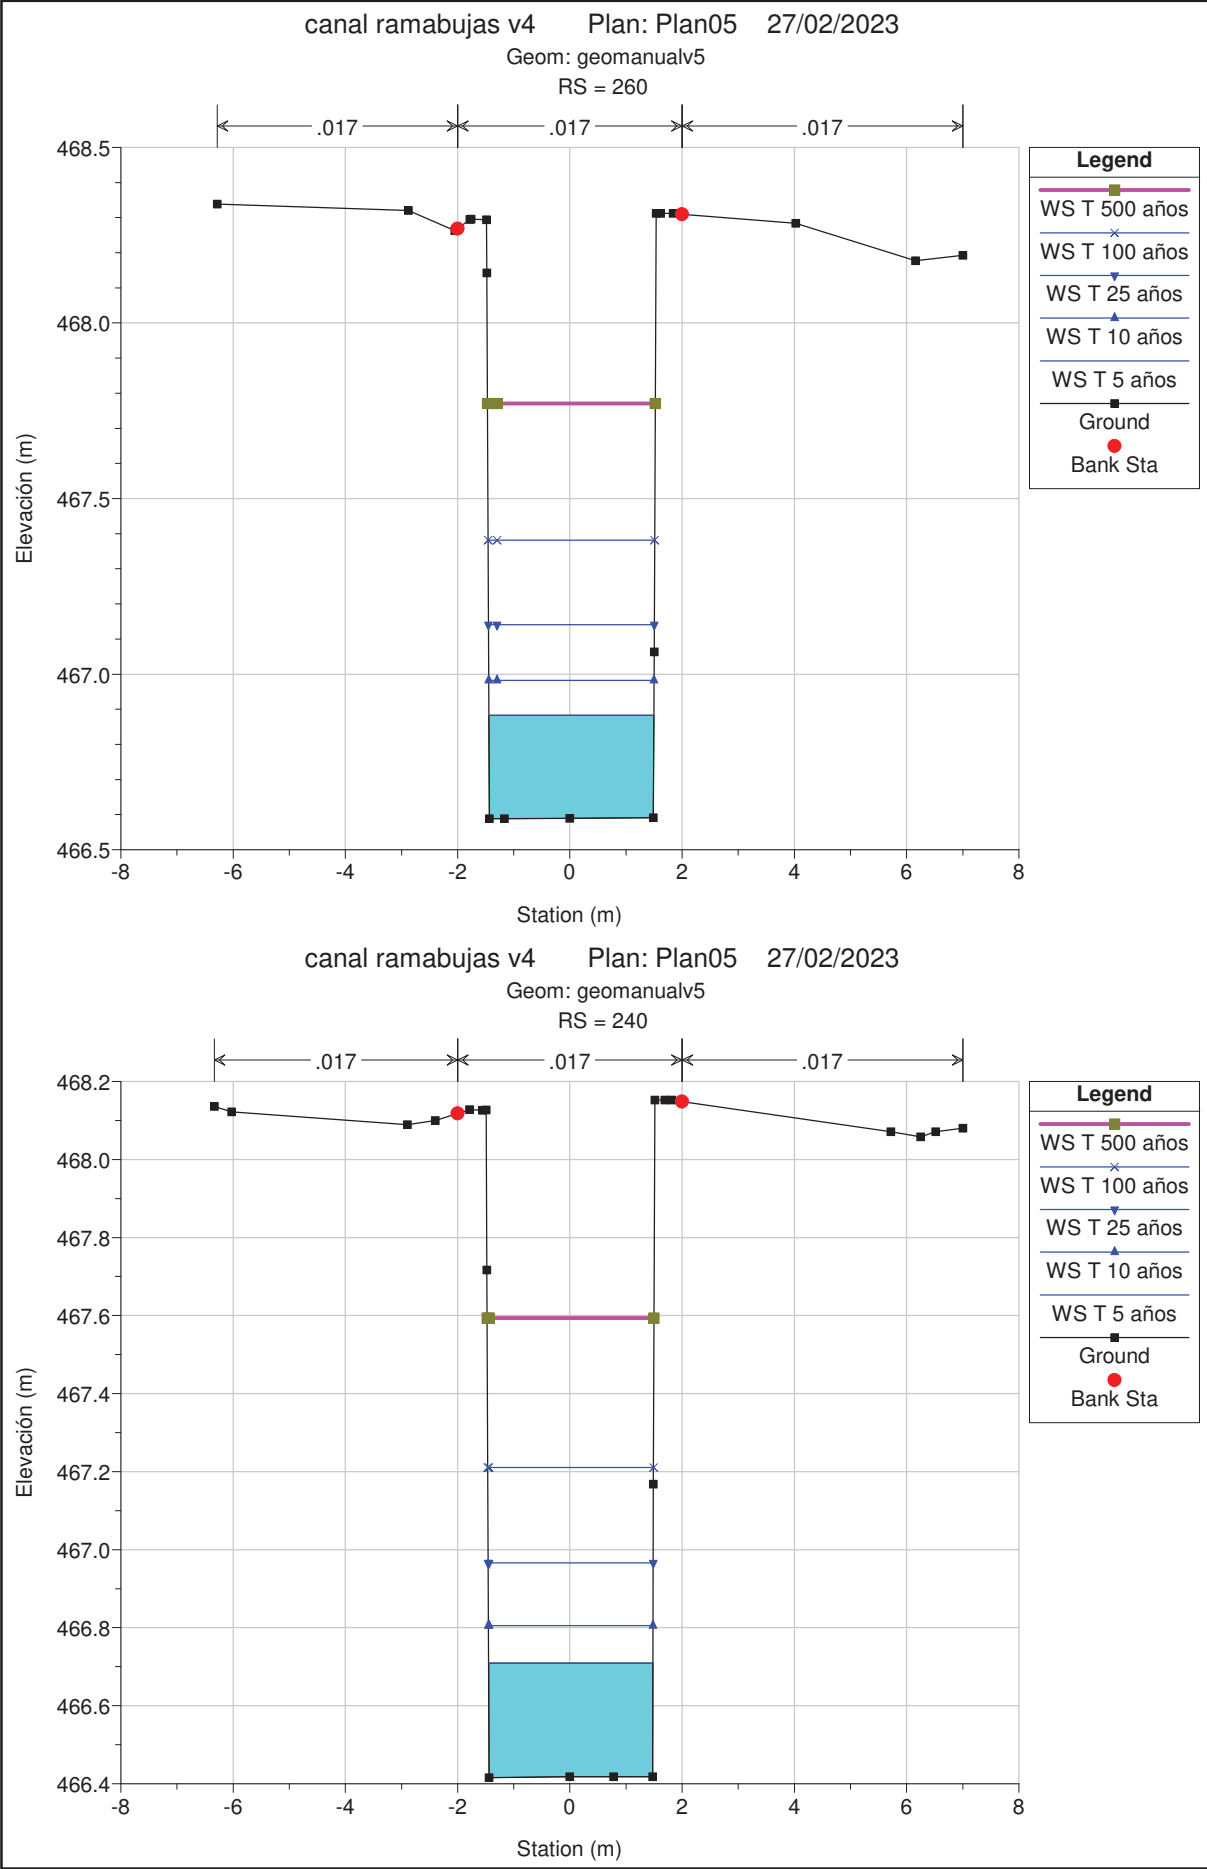 canal ramabujas v4 Plan: Plan05 27/02/2023
Geom: geomanualv5
RS = 260
.017 .017 .017
468.5
468.0
467.5
467.0
466.5
-8 -6 -4 -2 0 2 4 6 8
Station (m)
Elevación (m)
Legend
WS T 500 años
WS T 100 años
WS T 25 años
WS T 10 años
WS T 5 años
Ground
Bank Sta
canal ramabujas v4 Plan: Plan05 27/02/2023
Geom: geomanualv5
RS = 240
.017 .017 .017
468.2
468.0
467.8
467.6
467.4
467.2
467.0
466.8
466.6
466.4
-8 -6 -4 -2 0 2 4 6 8
Station (m)
Elevación (m)
Legend
WS T 500 años
WS T 100 años
WS T 25 años
WS T 10 años
WS T 5 años
Ground
Bank Sta